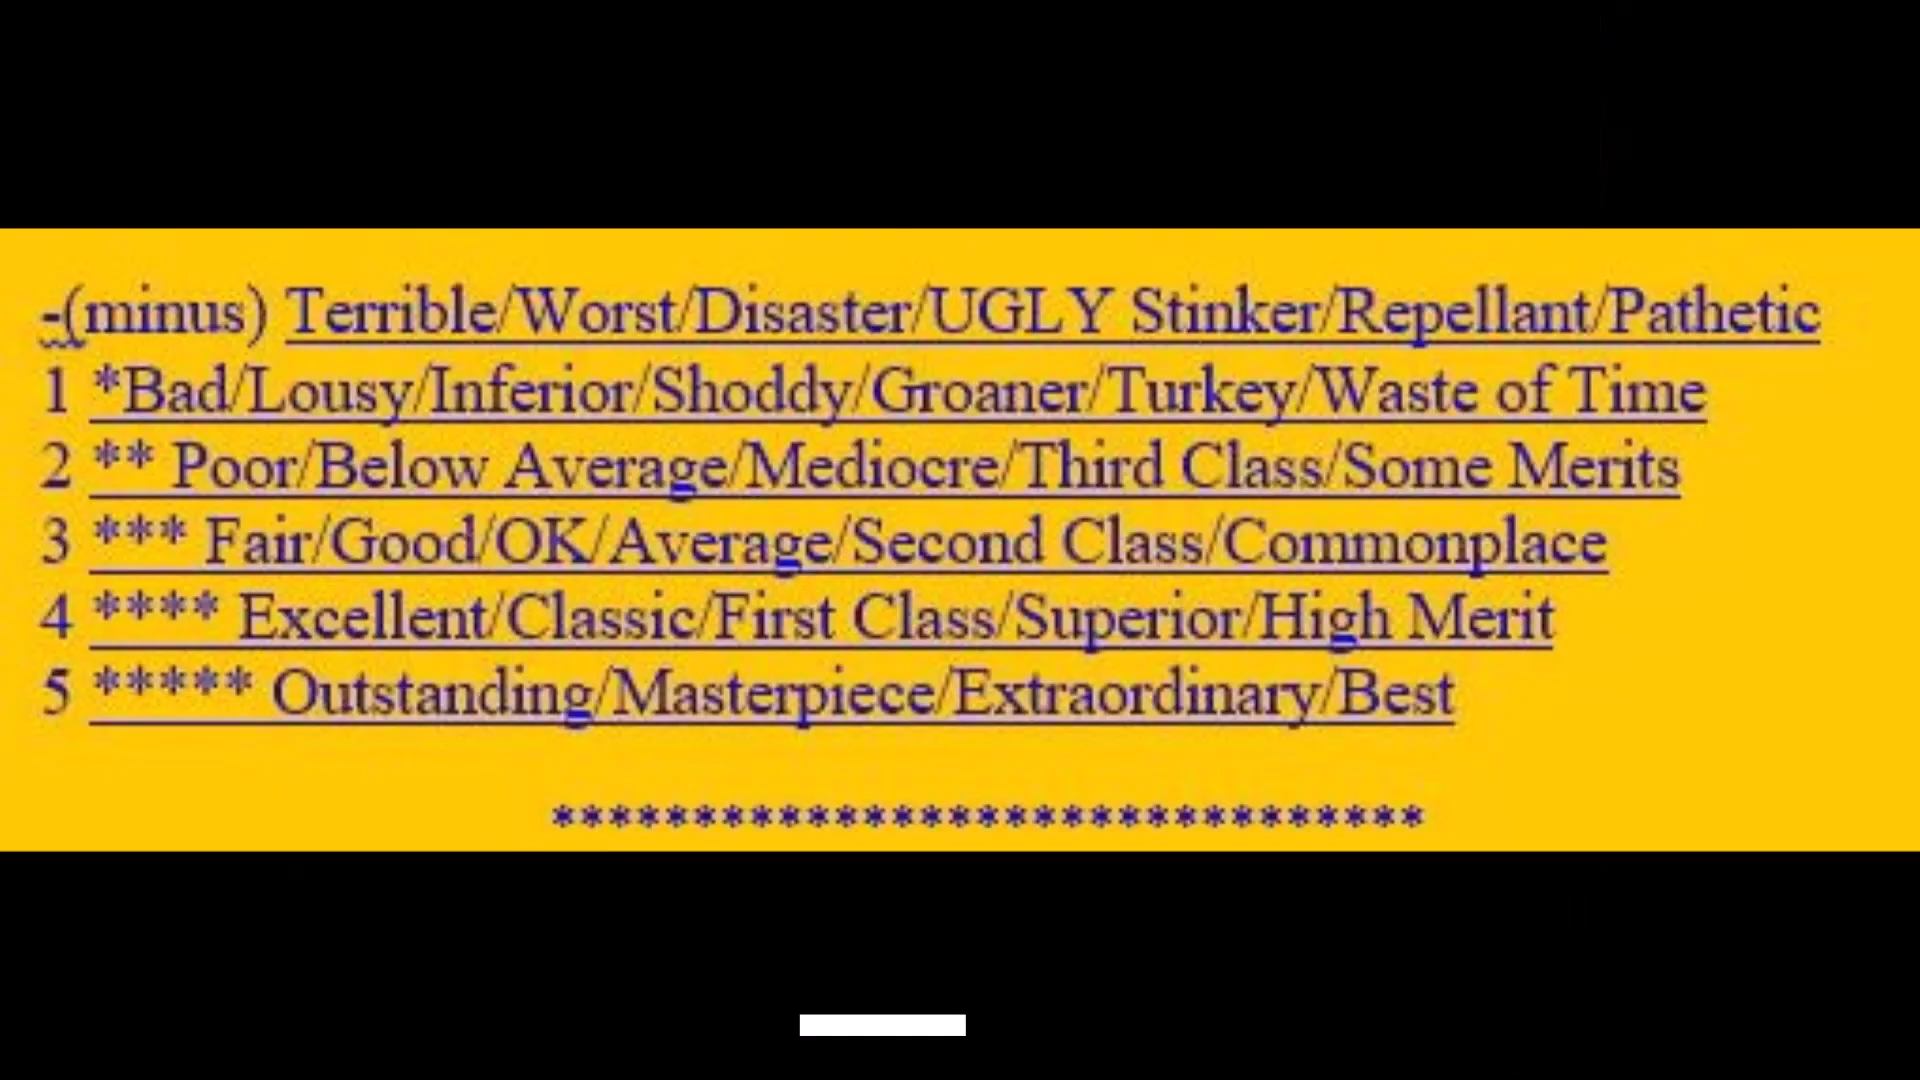 -(minus) Terrible/Worst/Disaster/UGLY Stinker/Repellant/Pathetic
1 *Bad/Lousy/Inferior/Shoddy/Groaner/Turkey/Waste of Time
2 ** Poor/Below Average/Mediocre/Third Class/Some Merits
3 *** Fair/Good/OK/Average/Second Class/Commonplace
4 **** Excellent/Classic/First Class/Superior/High Merit
5 ***** Outstanding/Masterpiece/Extraordinary/Best
*******************************